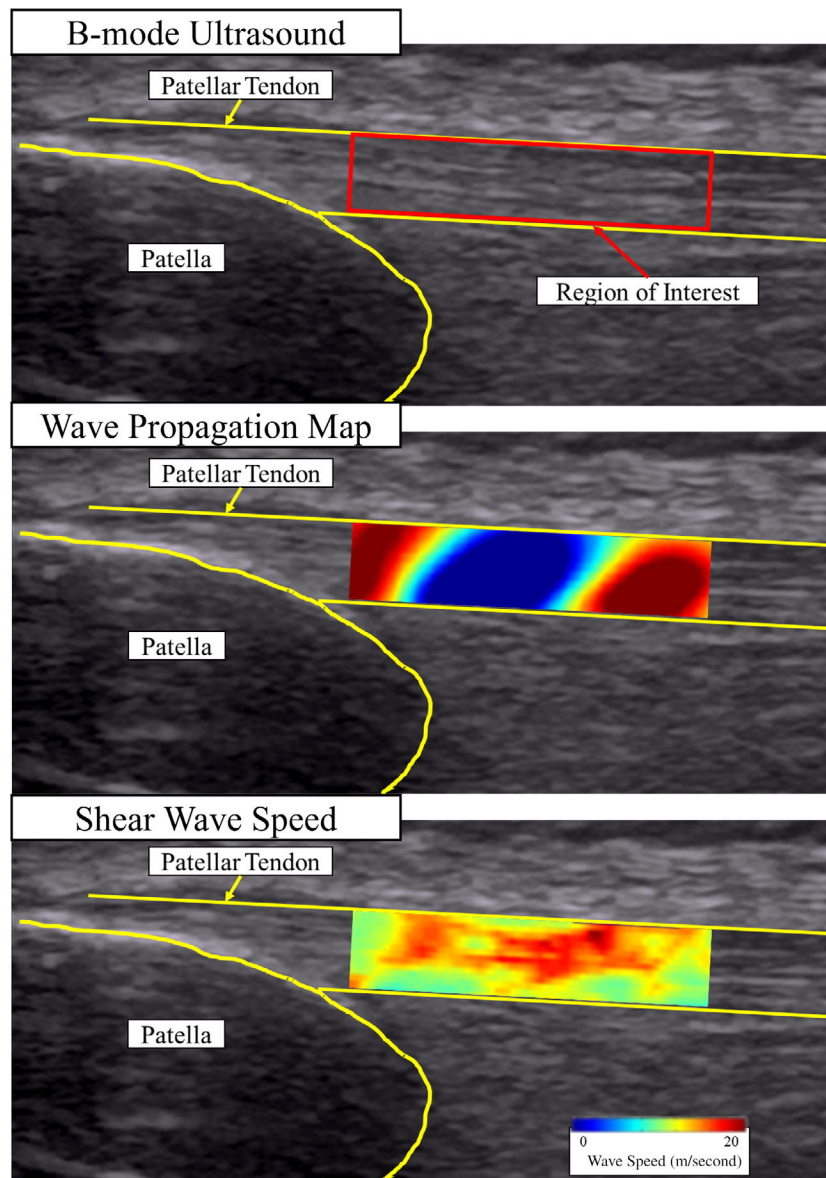 B-mode Ultrasound
Patellar Tendon
Patella
Region of Interest
Wave Propagation Map
Patellar Tendon
Patella
Shear Wave Speed
Patellar Tendon
Patella
0 20
Wave Speed (m/second)